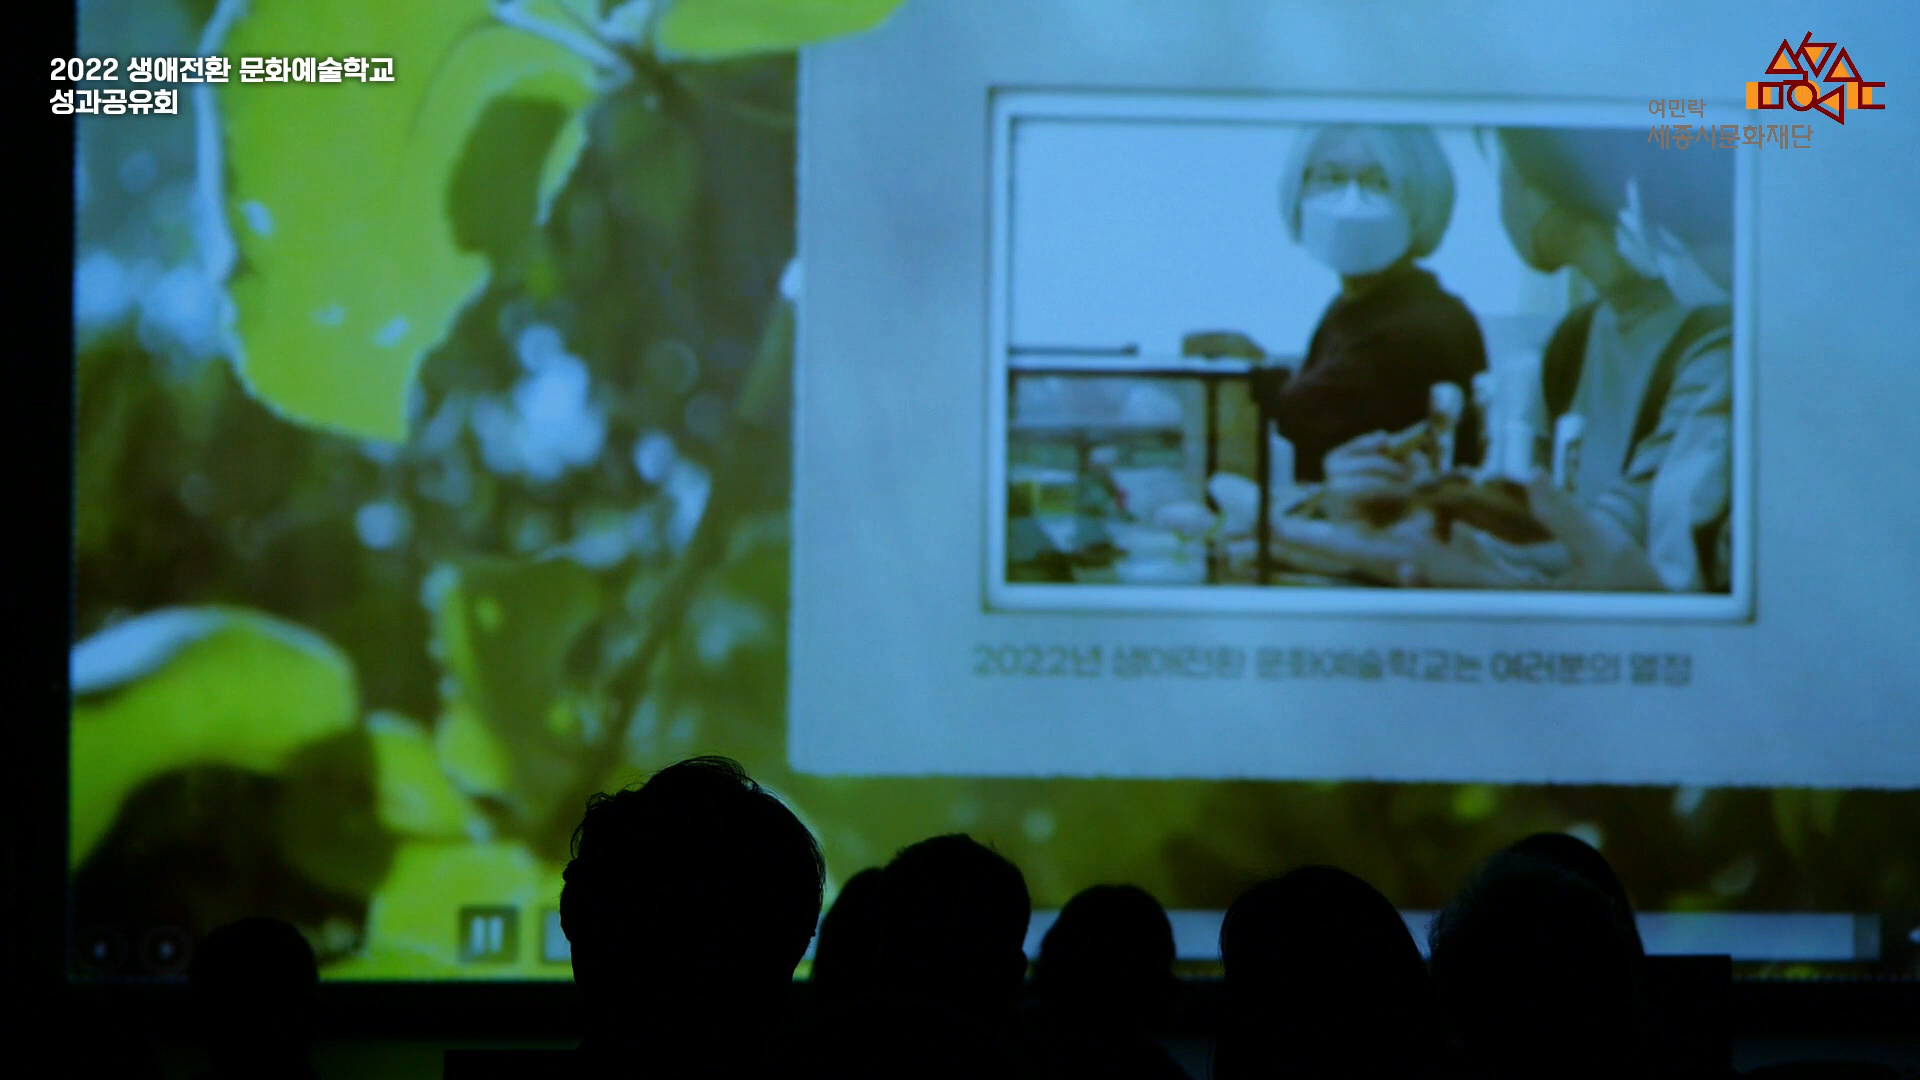 2022 생애전환 문화예술학교
성과공유회
여민락
세종시문화재단
2022년 생애전환 문화예술학교는 여러분의 열정